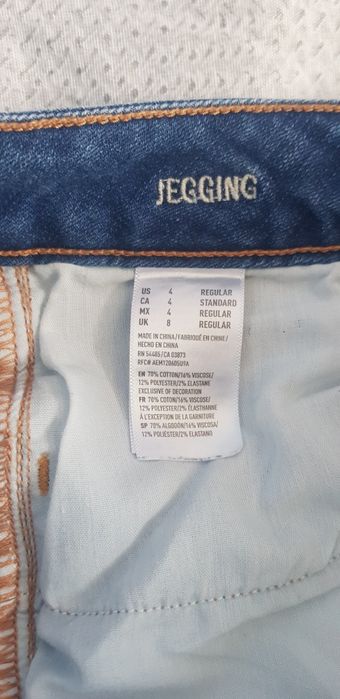 JEGGING
US 4 REGULAR
CA 4 STANDARD
MX 4 REGULAR
UK 8 REGULAR
MADE IN CHINA/FABRIQUÉ EN CHINE/
HECHO EN CHINA
RN 54485/CA 03873
RFC# AEM120605U1A
EN 70% COTTON/16% VISCOSE/
12% POLYESTER/2% ELASTANE
EXCLUSIVE OF DECORATION
FR 70% COTON/16% VISCOSE/
12% POLYESTER/2% ÉLASTHANNE
À L'EXCEPTION DE LA GARNITURE
SP 70% ALGODÓN/16% VISCOSA/
12% POLIÉSTER/2% ELASTANO